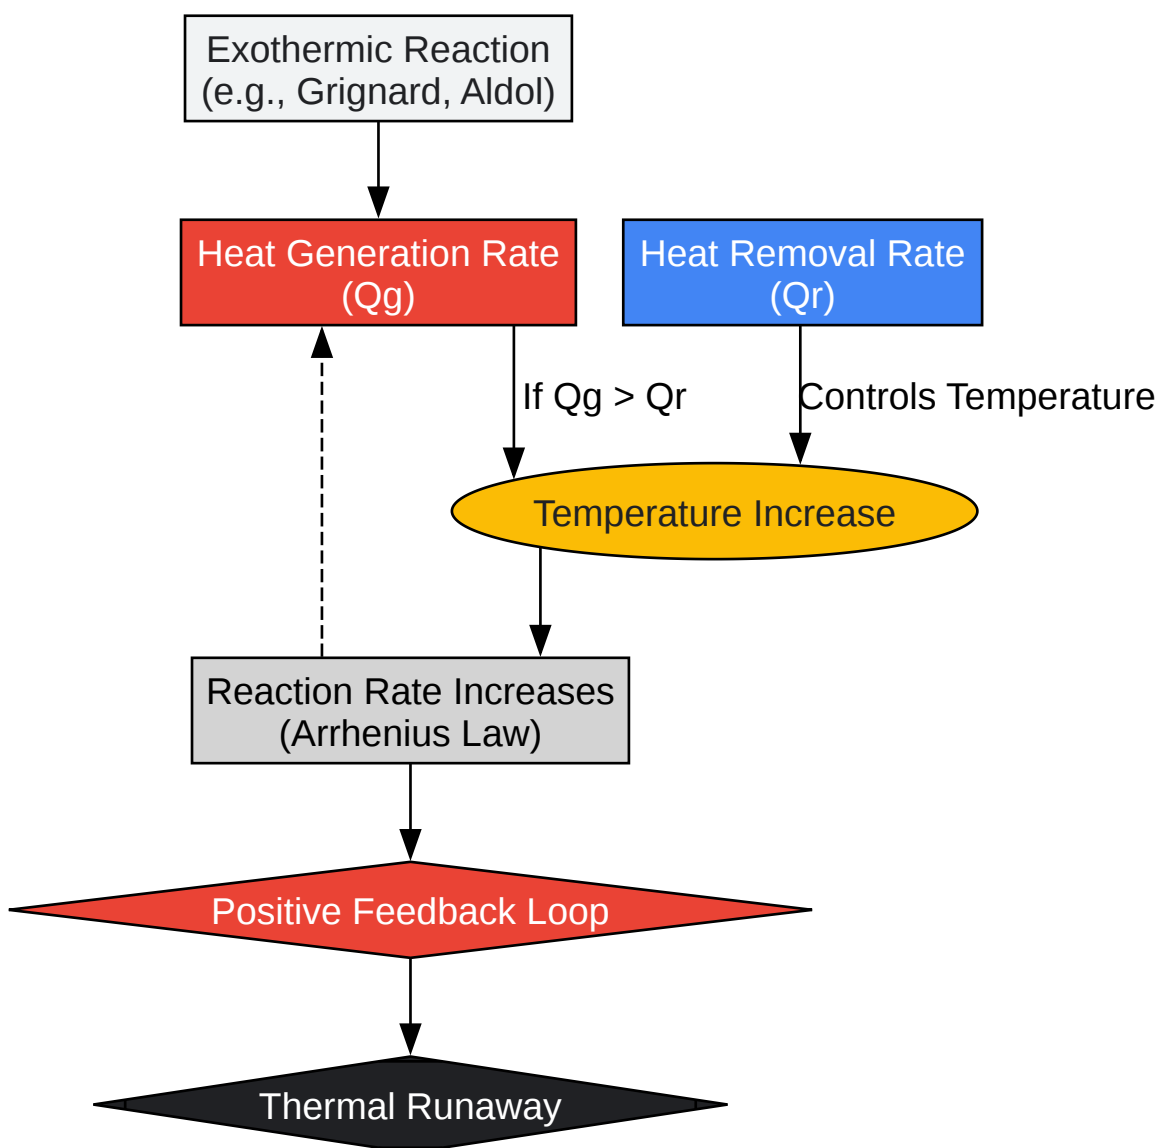 Exothermic Reaction
(e.g., Grignard, Aldol)
Heat Generation Rate
(Qg)
Heat Removal Rate
(Qr)
If Qg > Qr
Controls Temperature
Temperature Increase
Reaction Rate Increases
(Arrhenius Law)
Positive Feedback Loop
Thermal Runaway